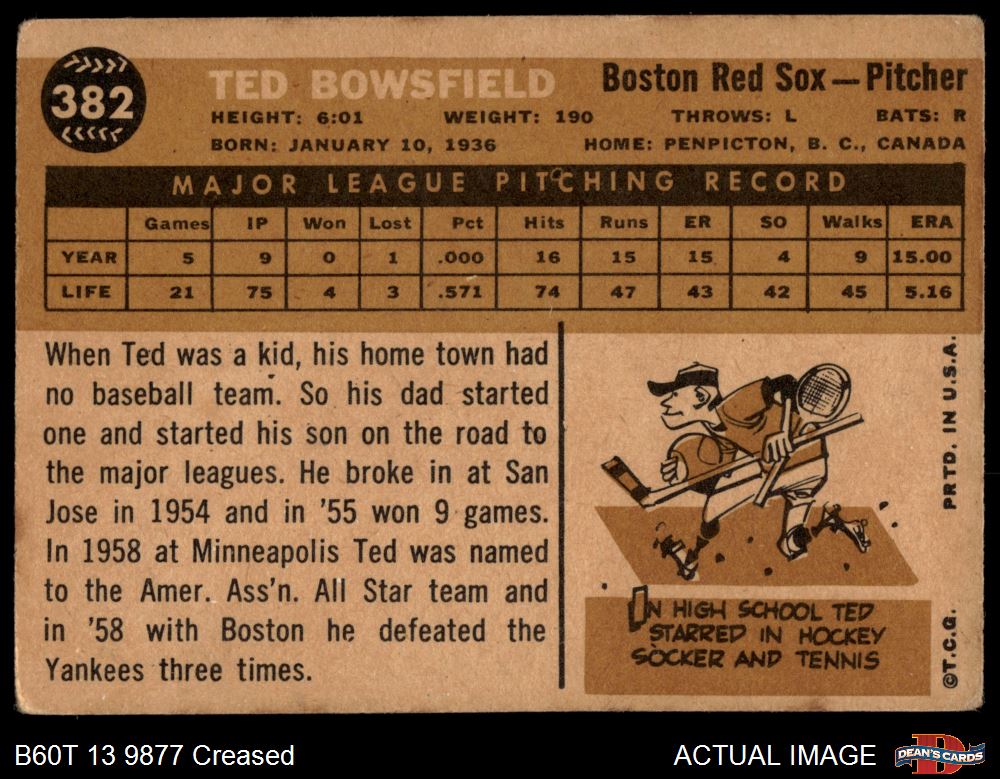 382
TED BOWSFIELD
Boston Red Sox—Pitcher
HEIGHT: 6:01 WEIGHT: 190 THROWS: L BATS: R
BORN: JANUARY 10, 1936 HOME: PENPICTON, B. C., CANADA
MAJOR LEAGUE PITCHING RECORD
Games IP Won Lost Pct Hits Runs ER SO Walks ERA
YEAR 5 9 0 1 .000 16 15 15 4 9 15.00
LIFE 21 75 4 3 .571 74 47 43 42 45 5.16
When Ted was a kid, his home town had
no baseball team. So his dad started
one and started his son on the road to
the major leagues. He broke in at San
Jose in 1954 and in '55 won 9 games.
In 1958 at Minneapolis Ted was named
to the Amer. Ass'n. All Star team and
in '58 with Boston he defeated the
Yankees three times.
IN HIGH SCHOOL TED
STARRED IN HOCKEY
SOCKER AND TENNIS
©T.C.G. PRTD. IN U.S.A.
B60T 13 9877 Creased
ACTUAL IMAGE
DEAN'S CARDS